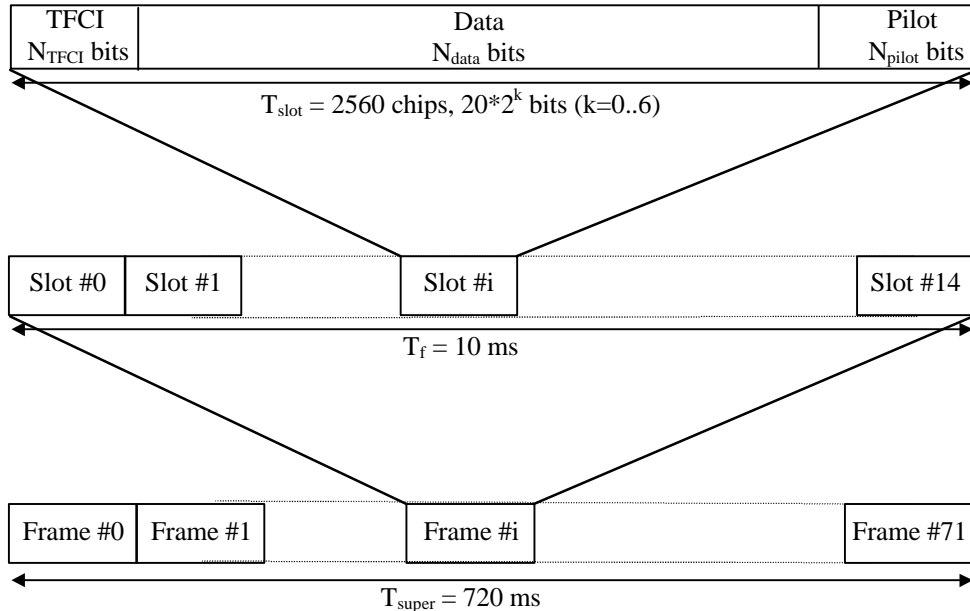 TFCI
N_TFCI bits
Data
N_data bits
Pilot
N_pilot bits
T_slot = 2560 chips, 20*2^k bits (k=0..6)
Slot #0 Slot #1 Slot #i Slot #14
T_f = 10 ms
Frame #0 Frame #1 Frame #i Frame #71
T_super = 720 ms